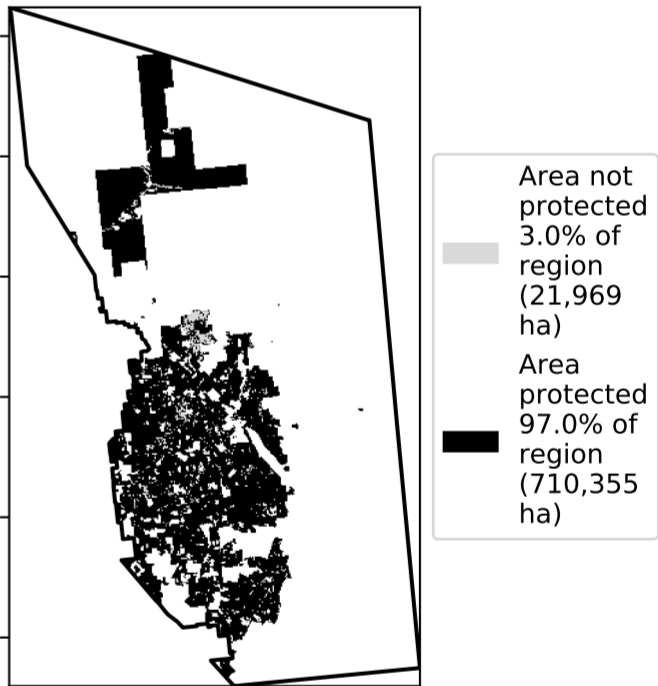 Area not
protected
3.0% of
region
(21,969
ha)
Area
protected
97.0% of
region
(710,355
ha)